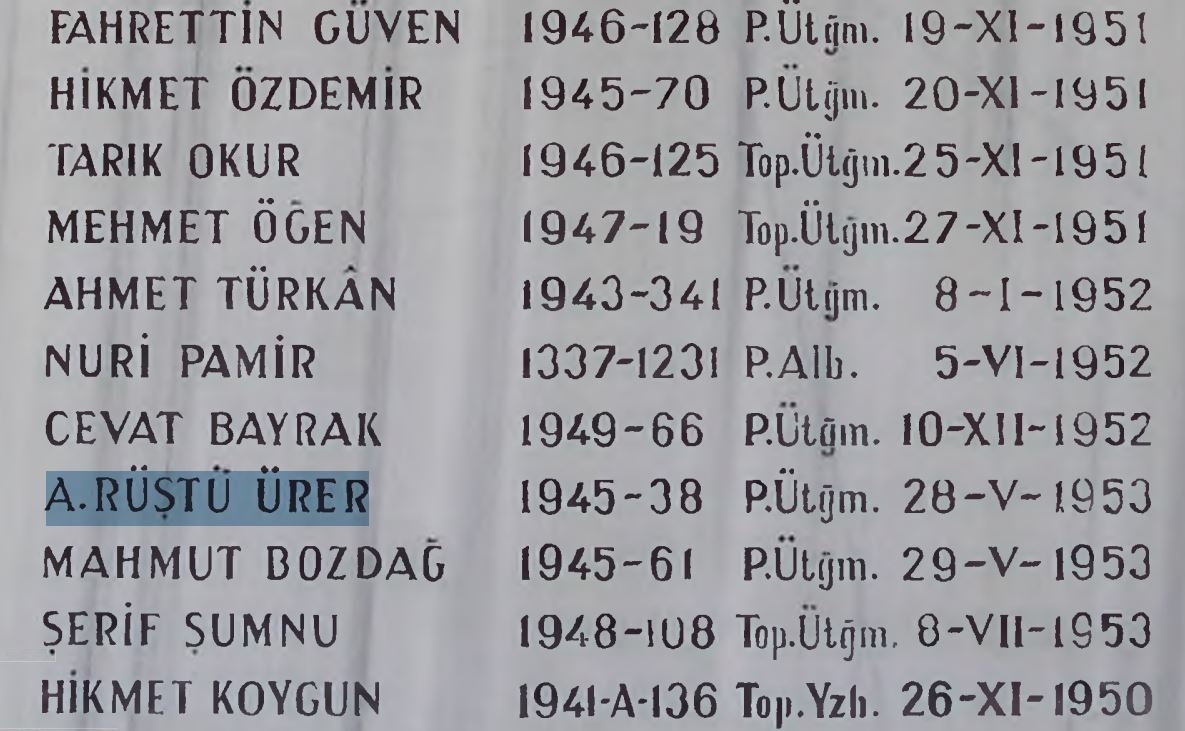 FAHRETTİN GÜVEN 1946-128 P.Ütğm. 19-XI-1951
HİKMET ÖZDEMİR 1945-70 P.Ütğm. 20-XI-1951
TARIK OKUR 1946-125 Top.Ütğm. 25-XI-1951
MEHMET ÖĞEN 1947-19 Top.Ütğm. 27-XI-1951
AHMET TÜRKÂN 1943-341 P.Ütğm. 8-I-1952
NURİ PAMİR 1337-1231 P.Alb. 5-VI-1952
CEVAT BAYRAK 1949-66 P.Ütğm. 10-XII-1952
A.RÜŞTÜ ÜRER 1945-38 P.Ütğm. 28-V-1953
MAHMUT BOZDAĞ 1945-61 P.Ütğm. 29-V-1953
ŞERİF ŞUMNU 1948-108 Top.Ütğm. 8-VII-1953
HİKMET KOYGUN 1941-A-136 Top.Yzb. 26-XI-1950